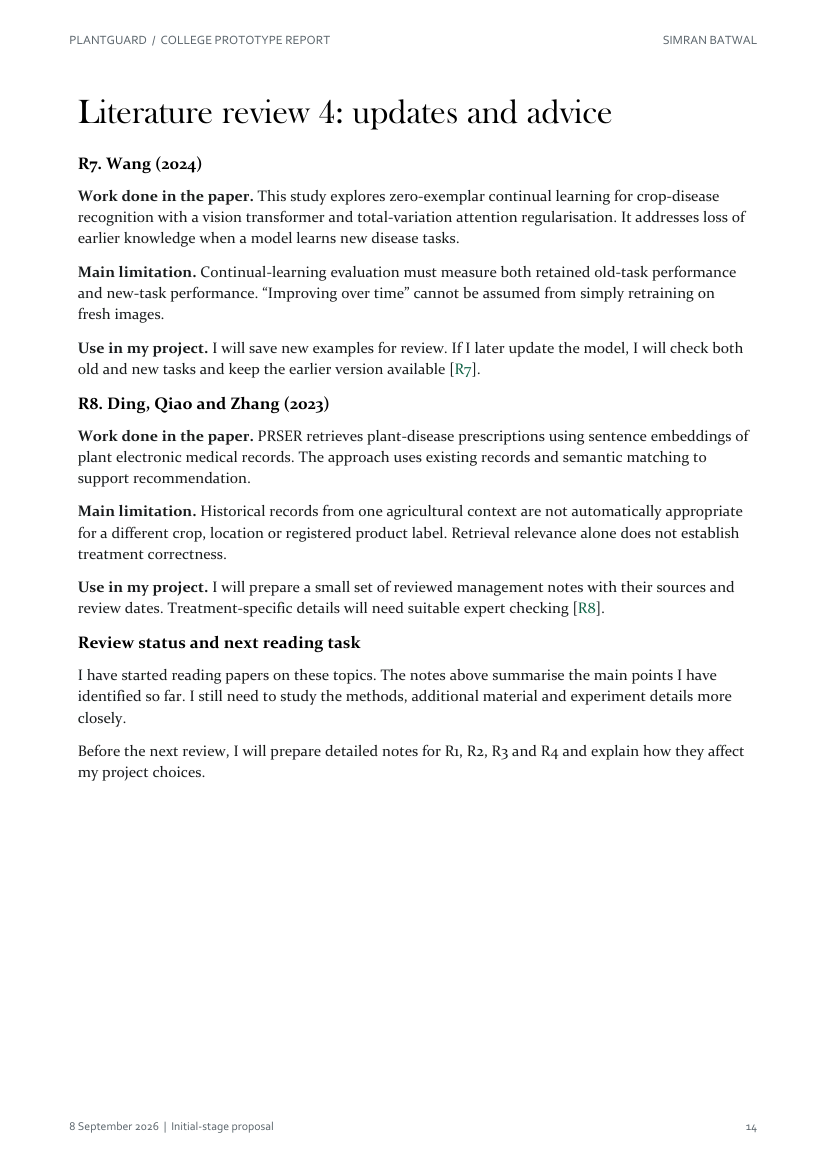 PLANTGUARD / COLLEGE PROTOTYPE REPORT
SIMRAN BATWAL
Literature review 4: updates and advice
R7. Wang (2024)
Work done in the paper. This study explores zero-exemplar continual learning for crop-disease
recognition with a vision transformer and total-variation attention regularisation. It addresses loss of
earlier knowledge when a model learns new disease tasks.
Main limitation. Continual-learning evaluation must measure both retained old-task performance
and new-task performance. “Improving over time” cannot be assumed from simply retraining on
fresh images.
Use in my project. I will save new examples for review. If I later update the model, I will check both
old and new tasks and keep the earlier version available [R7].
R8. Ding, Qiao and Zhang (2023)
Work done in the paper. PRSER retrieves plant-disease prescriptions using sentence embeddings of
plant electronic medical records. The approach uses existing records and semantic matching to
support recommendation.
Main limitation. Historical records from one agricultural context are not automatically appropriate
for a different crop, location or registered product label. Retrieval relevance alone does not establish
treatment correctness.
Use in my project. I will prepare a small set of reviewed management notes with their sources and
review dates. Treatment-specific details will need suitable expert checking [R8].
Review status and next reading task
I have started reading papers on these topics. The notes above summarise the main points I have
identified so far. I still need to study the methods, additional material and experiment details more
closely.
Before the next review, I will prepare detailed notes for R1, R2, R3 and R4 and explain how they affect
my project choices.
8 September 2026 | Initial-stage proposal
14